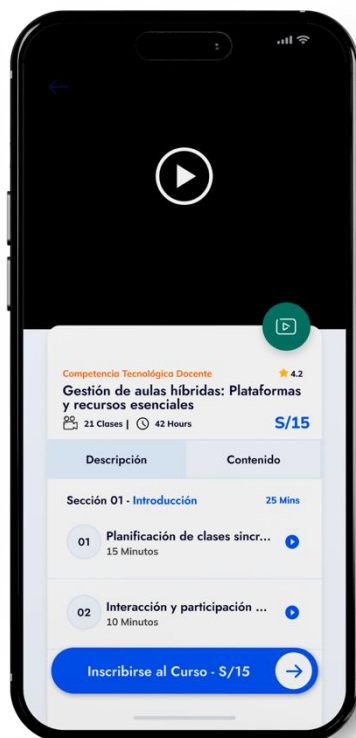 Competencia Tecnológica Docente
4.2
Gestión de aulas híbridas: Plataformas
y recursos esenciales
21 Clases | 42 Hours
S/15
Descripción
Contenido
Sección 01 - Introducción
25 Mins
01
Planificación de clases sincr...
15 Minutos
02
Interacción y participación ...
10 Minutos
Inscribirse al Curso - S/15